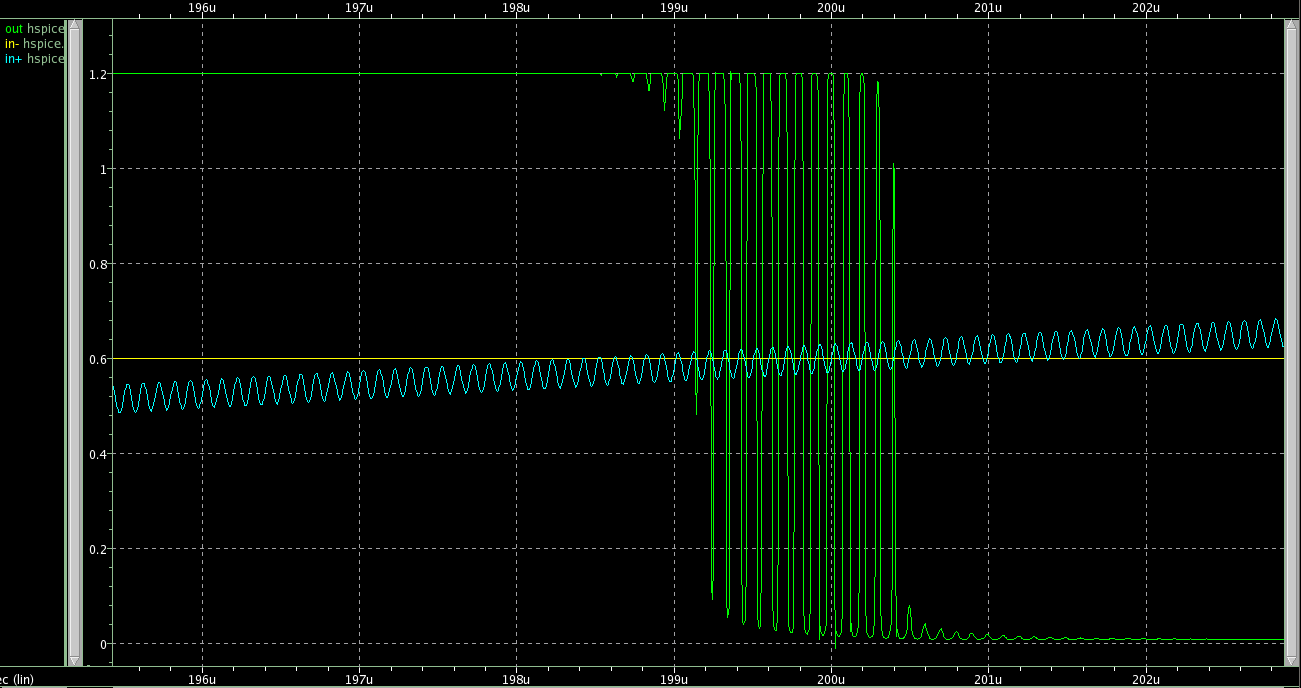 196u 197u 198u 199u 200u 201u 202u
out hspice
in- hspice.
in+ hspice
1.2
1
0.8
0.6
0.4
0.2
0
196u 197u 198u 199u 200u 201u 202u
ec (lin)